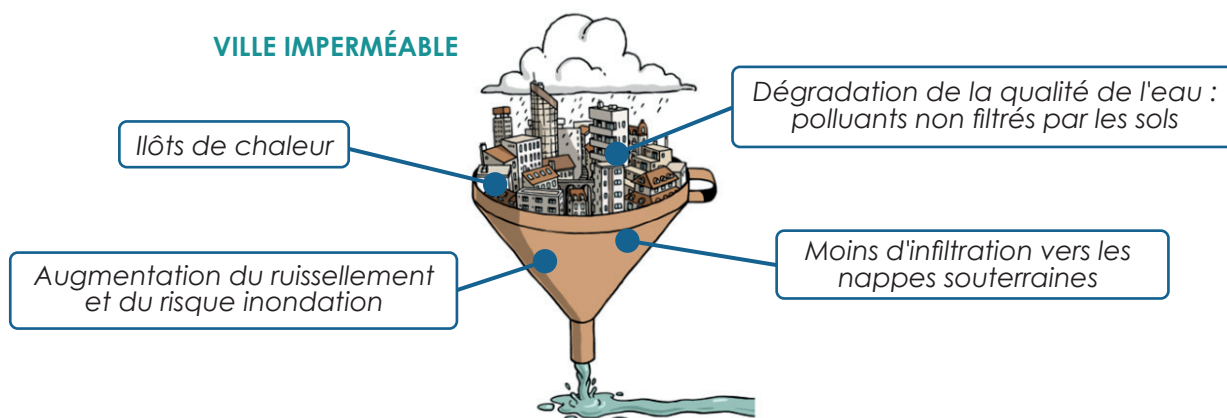 VILLE IMPERMÉABLE
Dégradation de la qualité de l'eau :
polluants non filtrés par les sols
Ilôts de chaleur
Moins d'infiltration vers les
nappes souterraines
Augmentation du ruissellement
et du risque inondation